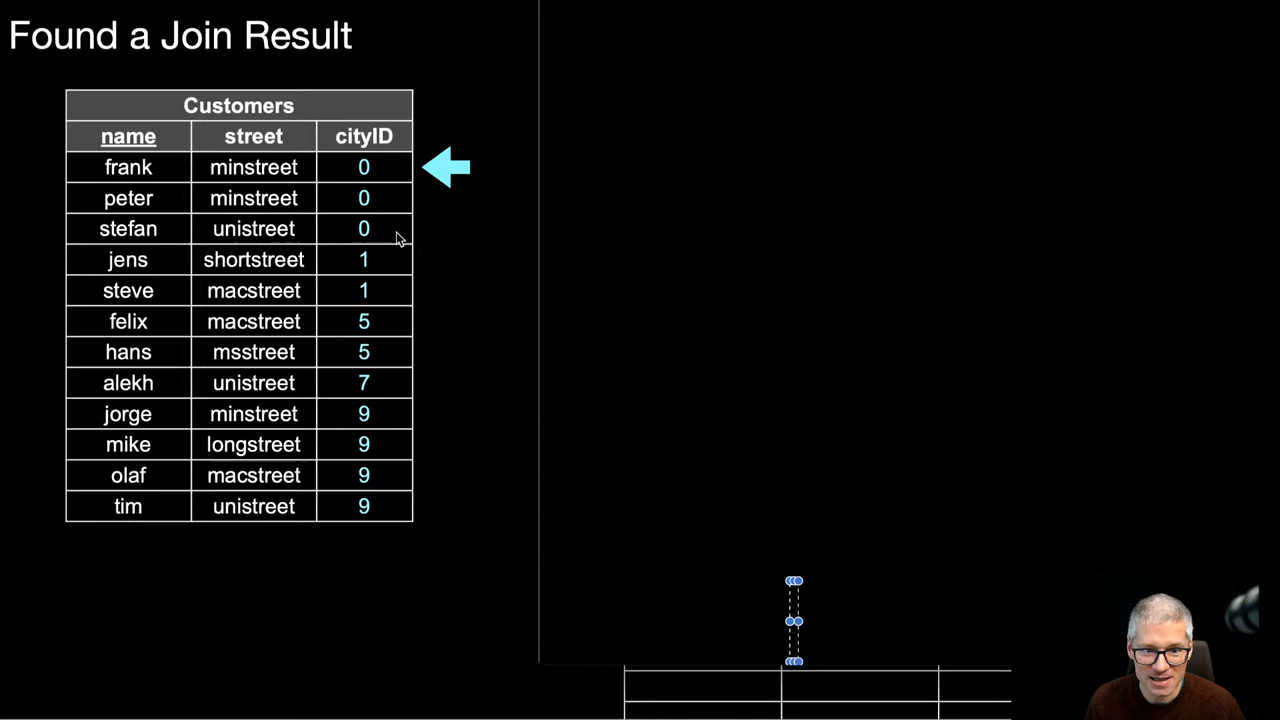 Found a Join Result
Customers
name street cityID
frank minstreet 0
peter minstreet 0
stefan unistreet 0
jens shortstreet 1
steve macstreet 1
felix macstreet 5
hans msstreet 5
alekh unistreet 7
jorge minstreet 9
mike longstreet 9
olaf macstreet 9
tim unistreet 9